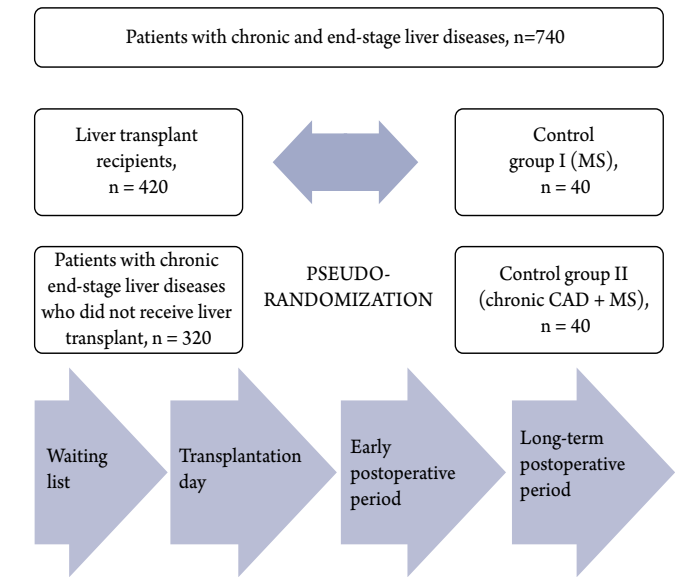 Patients with chronic and end-stage liver diseases, n=740
Liver transplant
recipients,
n = 420
Control
group I (MS),
n = 40
Patients with chronic
end-stage liver diseases
who did not receive liver
transplant, n = 320
PSEUDO-
RANDOMIZATION
Control group II
(chronic CAD + MS),
n = 40
Waiting
list
Transplantation
day
Early
postoperative
period
Long-term
postoperative
period